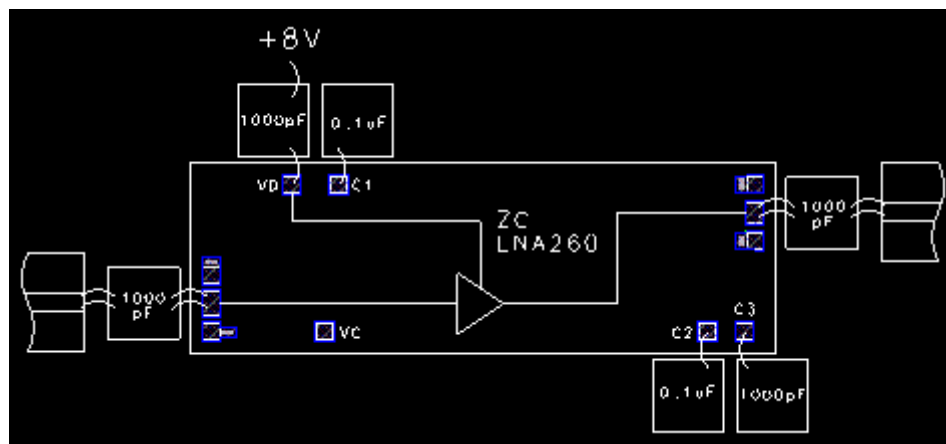 +8V
1000pF
0.1uF
VD
C1
ZC
LNA260
1000
pF
1000
pF
VC
C2
C3
0.1uF
1000pF